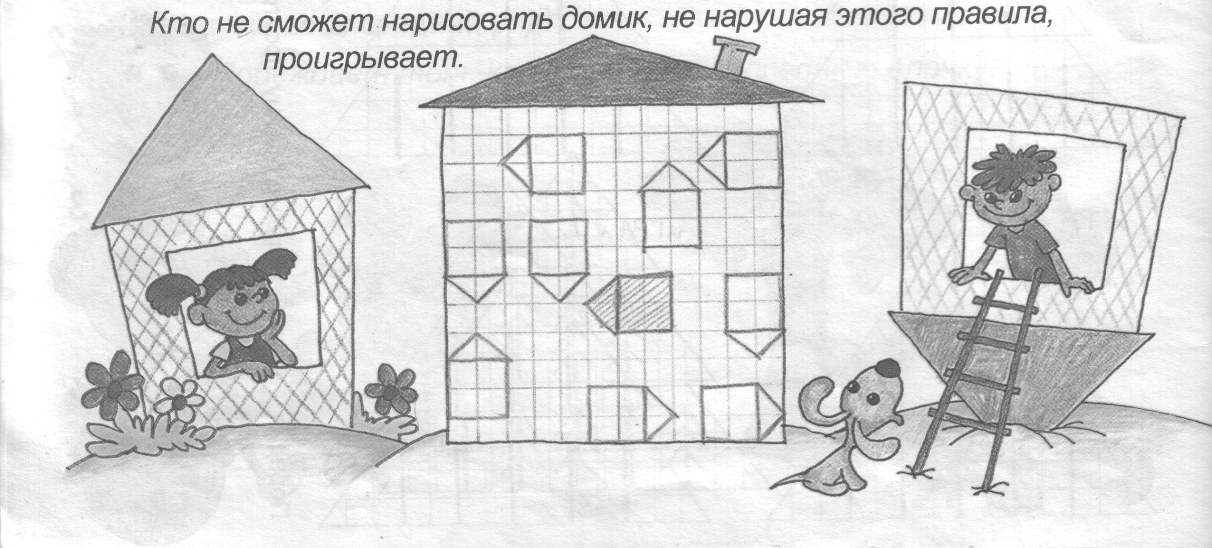 Кто не сможет нарисовать домик, не нарушая этого правила,
проигрывает.